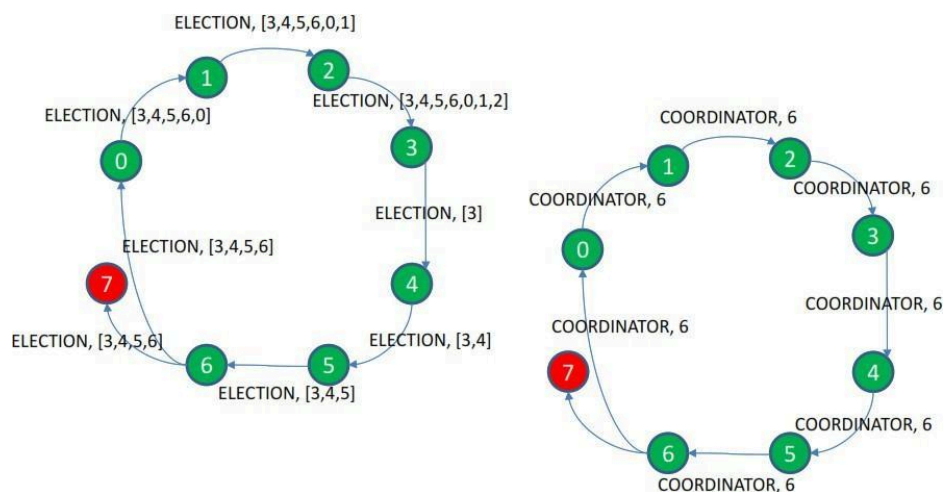 ELECTION, [3,4,5,6,0,1]
1
2
ELECTION, [3,4,5,6,0]
ELECTION, [3,4,5,6,0,1,2]
0
3
ELECTION, [3]
ELECTION, [3,4,5,6]
7
4
ELECTION, [3,4,5,6]
ELECTION, [3,4]
6
5
ELECTION, [3,4,5]
COORDINATOR, 6
1
2
COORDINATOR, 6
COORDINATOR, 6
0
3
COORDINATOR, 6
COORDINATOR, 6
7
4
COORDINATOR, 6
6
5
COORDINATOR, 6